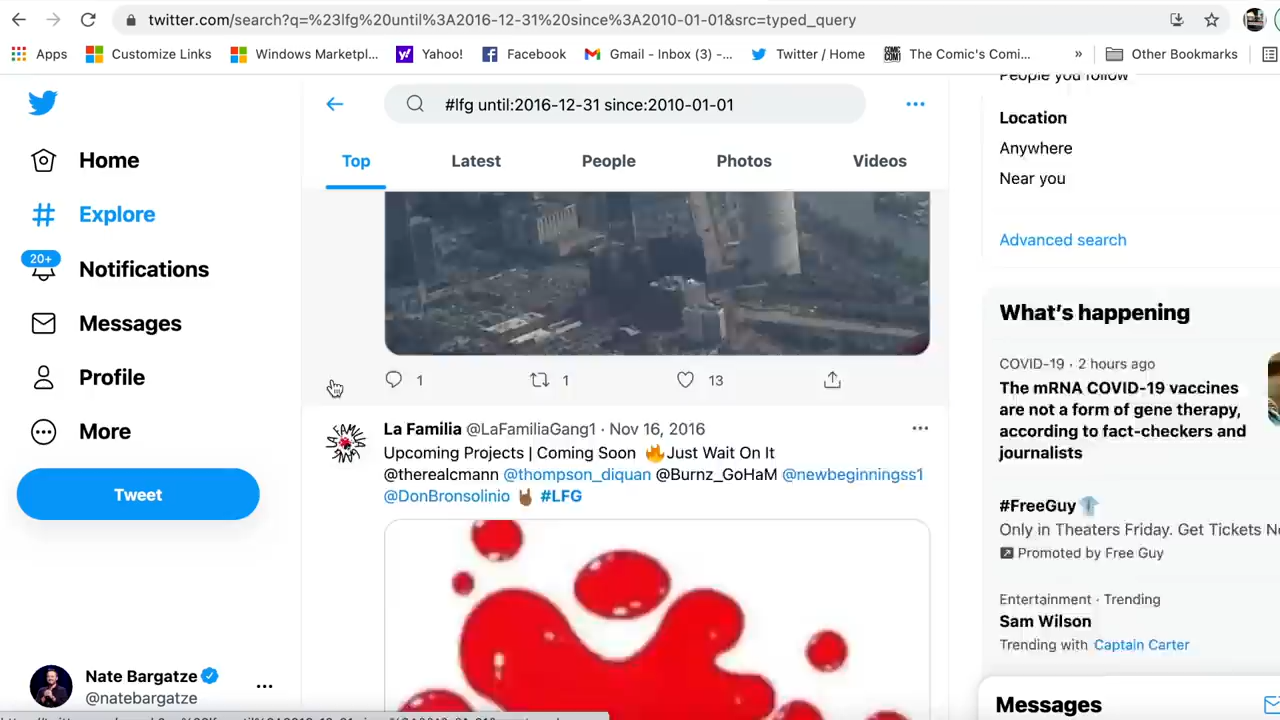 twitter.com/search?q=%23lfg%20until%3A2016-12-31%20since%3A2010-01-01&src=typed_query
Apps Customize Links Windows Marketpl... Yahoo! Facebook Gmail - Inbox (3) -... Twitter / Home The Comic's Comi... » Other Bookmarks
#lfg until:2016-12-31 since:2010-01-01
Top Latest People Photos Videos
Home
Explore
20+
Notifications
Messages
Profile
More
Tweet
Nate Bargatze
@natebargatze
1 1 13
La Familia @LaFamiliaGang1 · Nov 16, 2016
Upcoming Projects | Coming Soon 🔥Just Wait On It
@therealcmann @thompson_diquan @Burnz_GoHaM @newbeginningss1
@DonBronsolinio 🤘🏾 #LFG
People you follow
Location
Anywhere
Near you
Advanced search
What's happening
COVID-19 · 2 hours ago
The mRNA COVID-19 vaccines
are not a form of gene therapy,
according to fact-checkers and
journalists
#FreeGuy
Only in Theaters Friday. Get Tickets
Promoted by Free Guy
Entertainment · Trending
Sam Wilson
Trending with Captain Carter
Messages